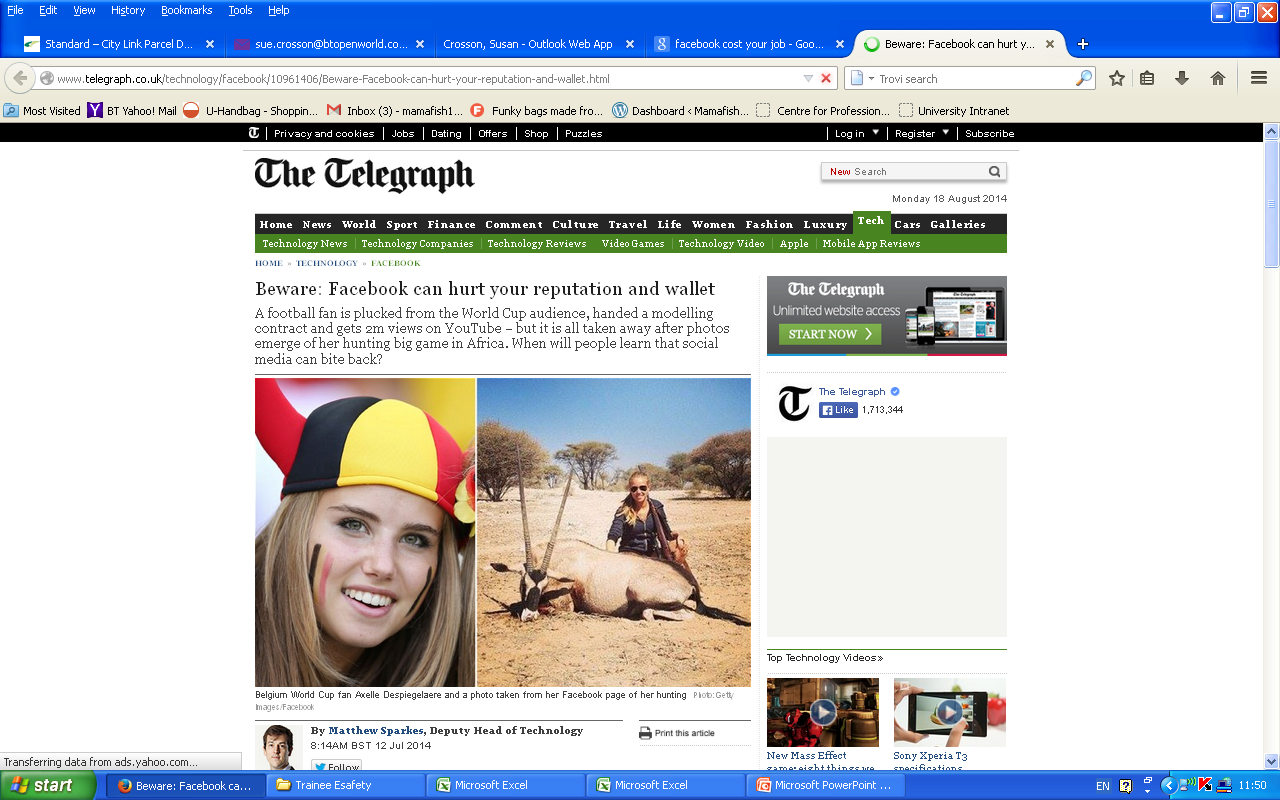 File Edit View History Bookmarks Tools Help
Standard – City Link Parcel D... sue.crosson@btopenworld.co... Crosson, Susan - Outlook Web App facebook cost your job - Goo... Beware: Facebook can hurt y...
www.telegraph.co.uk/technology/facebook/10961406/Beware-Facebook-can-hurt-your-reputation-and-wallet.html Trovi search
Most Visited BT Yahoo! Mail U-Handbag - Shoppin... Inbox (3) - mamafish1... Funky bags made fro... Dashboard ‹ Mamafish... Centre for Profession... University Intranet
Privacy and cookies Jobs Dating Offers Shop Puzzles Log in Register Subscribe
The Telegraph
New Search
Monday 18 August 2014
Home News World Sport Finance Comment Culture Travel Life Women Fashion Luxury Tech Cars Galleries
Technology News Technology Companies Technology Reviews Video Games Technology Video Apple Mobile App Reviews
HOME » TECHNOLOGY » FACEBOOK
Beware: Facebook can hurt your reputation and wallet
A football fan is plucked from the World Cup audience, handed a modelling
contract and gets 2m views on YouTube – but it is all taken away after photos
emerge of her hunting big game in Africa. When will people learn that social
media can bite back?
Belgium World Cup fan Axelle Despiegelaere and a photo taken from her Facebook page of her hunting Photo: Getty
Images/Facebook
By Matthew Sparkes, Deputy Head of Technology
8:14AM BST 12 Jul 2014
Follow
Print this article
The Telegraph
Unlimited website access
START NOW
The Telegraph
Like 1,713,344
Top Technology Videos»
New Mass Effect
game: eight things we
Sony Xperia T3
specifications
Transferring data from ads.yahoo.com...
start Beware: Facebook ca... Trainee Esafety Microsoft Excel Microsoft Excel Microsoft PowerPoint ... EN 11:50